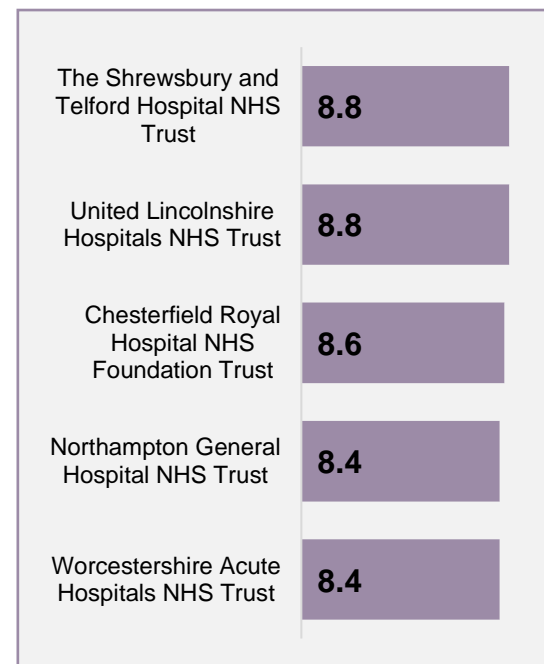 The Shrewsbury and
Telford Hospital NHS
Trust
8.8
United Lincolnshire
Hospitals NHS Trust
8.8
Chesterfield Royal
Hospital NHS
Foundation Trust
8.6
Northampton General
Hospital NHS Trust
8.4
Worcestershire Acute
Hospitals NHS Trust
8.4